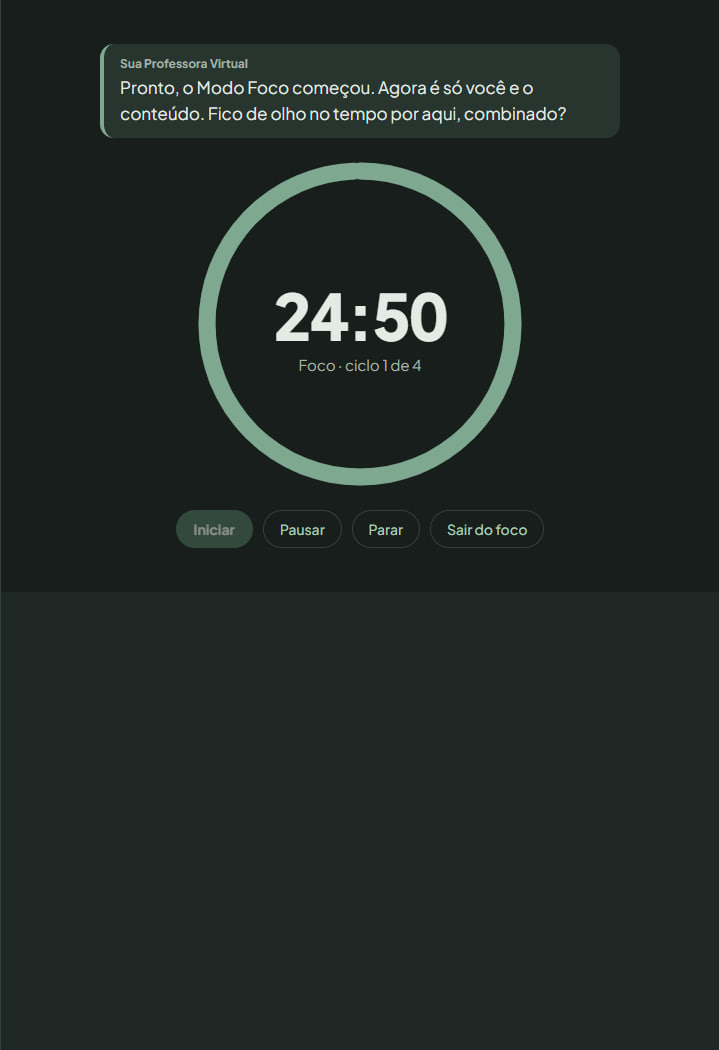 Sua Professora Virtual
Pronto, o Modo Foco começou. Agora é só você e o
conteúdo. Fico de olho no tempo por aqui, combinado?
24:50
Foco · ciclo 1 de 4
Iniciar
Pausar
Parar
Sair do foco